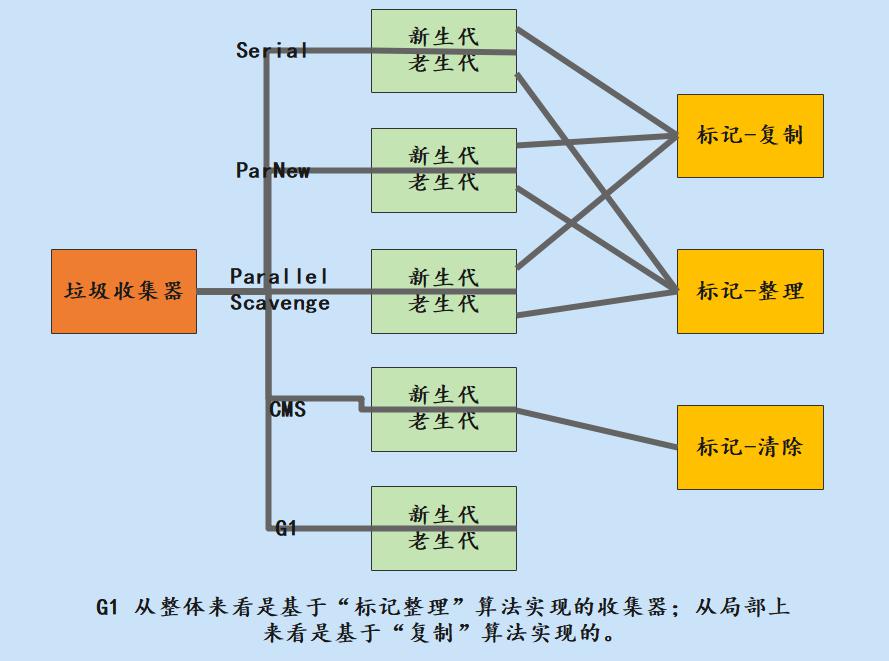 Serial
新生代
老生代
标记-复制
ParNew
新生代
老生代
垃圾收集器
Parallel
Scavenge
新生代
老生代
标记-整理
CMS
新生代
老生代
标记-清除
G1
新生代
老生代
G1 从整体来看是基于“标记整理”算法实现的收集器；从局部上
来看是基于“复制”算法实现的。